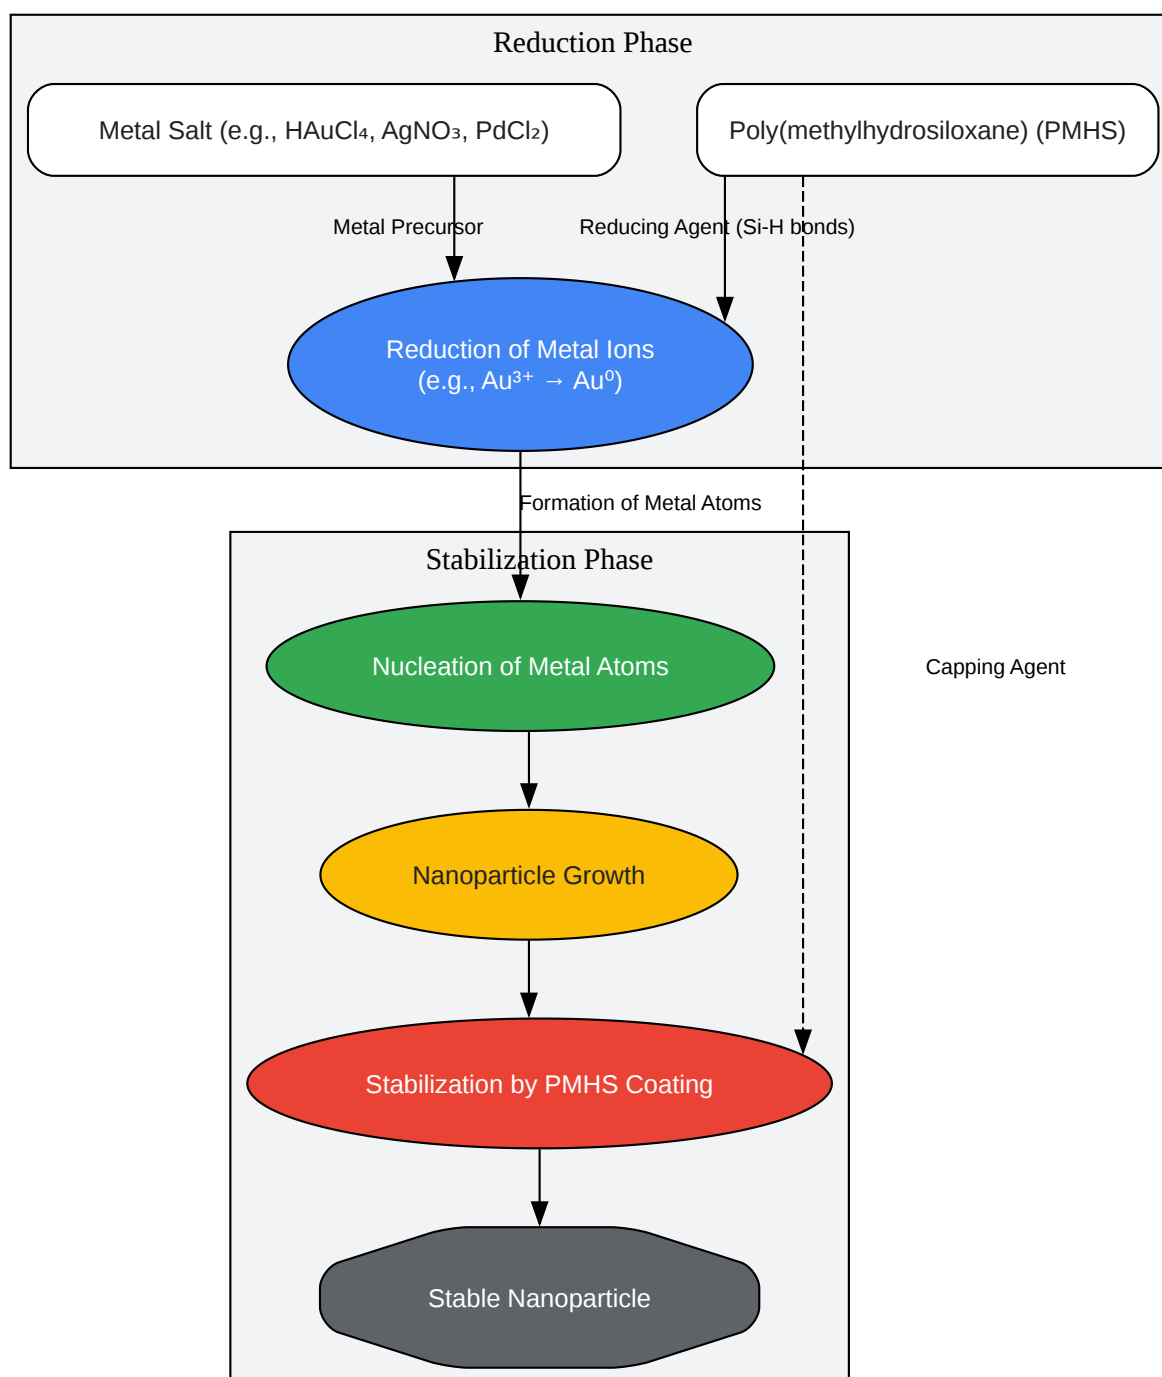 Reduction Phase
Metal Salt (e.g., HAuCl₄, AgNO₃, PdCl₂)
Poly(methylhydrosiloxane) (PMHS)
Metal Precursor
Reducing Agent (Si-H bonds)
Reduction of Metal Ions
(e.g., Au³⁺ → Au⁰)
Formation of Metal Atoms
Stabilization Phase
Nucleation of Metal Atoms
Capping Agent
Nanoparticle Growth
Stabilization by PMHS Coating
Stable Nanoparticle